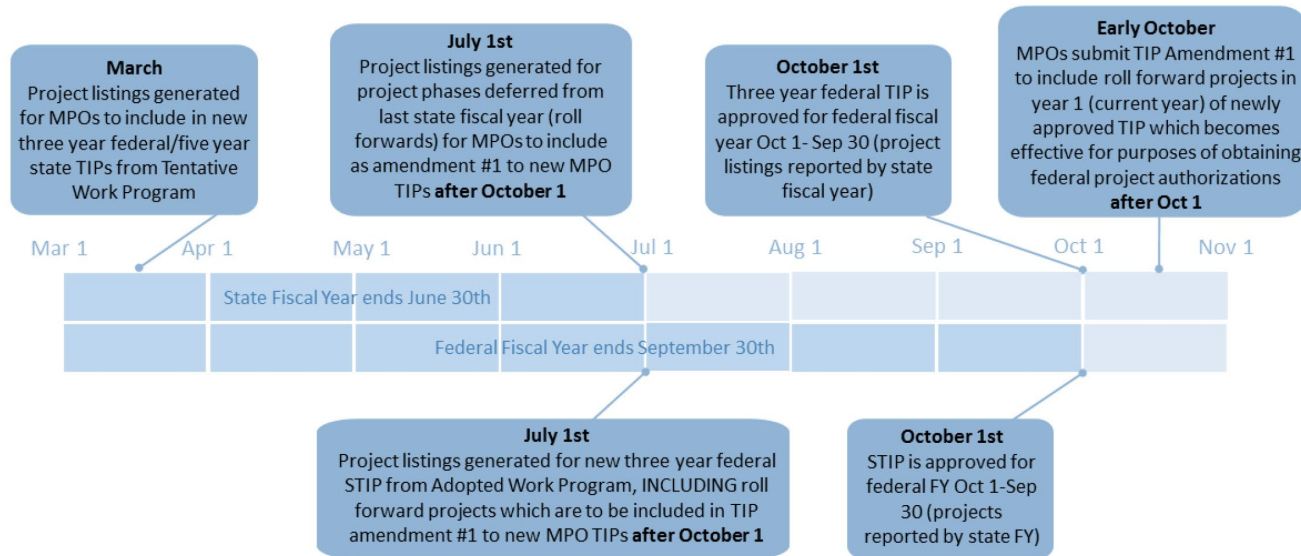 March
Project listings generated
for MPOs to include in new
three year federal/five year
state TIPs from Tentative
Work Program
July 1st
Project listings generated for
project phases deferred from
last state fiscal year (roll
forwards) for MPOs to include
as amendment #1 to new MPO
TIPs after October 1
October 1st
Three year federal TIP is
approved for federal fiscal
year Oct 1- Sep 30 (project
listings reported by state
fiscal year)
Early October
MPOs submit TIP Amendment #1
to include roll forward projects in
year 1 (current year) of newly
approved TIP which becomes
effective for purposes of obtaining
federal project authorizations
after Oct 1
Mar 1
Apr 1
May 1
Jun 1
Jul 1
Aug 1
Sep 1
Oct 1
Nov 1
State Fiscal Year ends June 30th
Federal Fiscal Year ends September 30th
July 1st
Project listings generated for new three year federal
STIP from Adopted Work Program, INCLUDING roll
forward projects which are to be included in TIP
amendment #1 to new MPO TIPs after October 1
October 1st
STIP is approved for
federal FY Oct 1-Sep
30 (projects
reported by state FY)